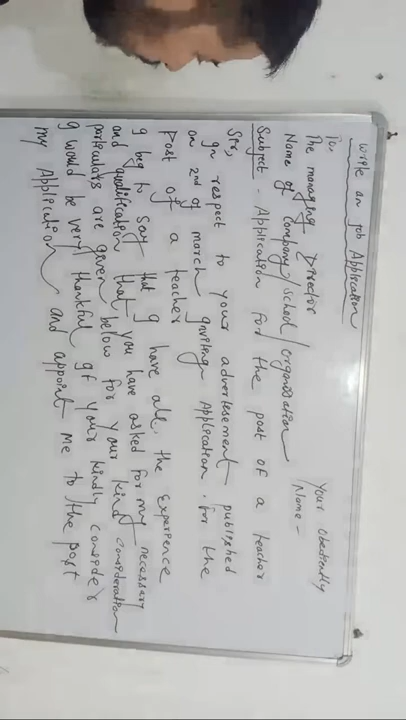 Write an job Application
To,
The managing Director
Name of Company/School/organisation
Subject - Application for the post of a teacher
Sir,
In respect to your advertesement published
on 2nd of march inviteng Application. for the
Post of a teacher
I beg to say that I have all the Experience
and qualification that you have asked for my necessary
particulars are given below for your kind consideration
I would be very thankful If your kindly consider
my Application and appoint me to the post
Your Obediently
Name -